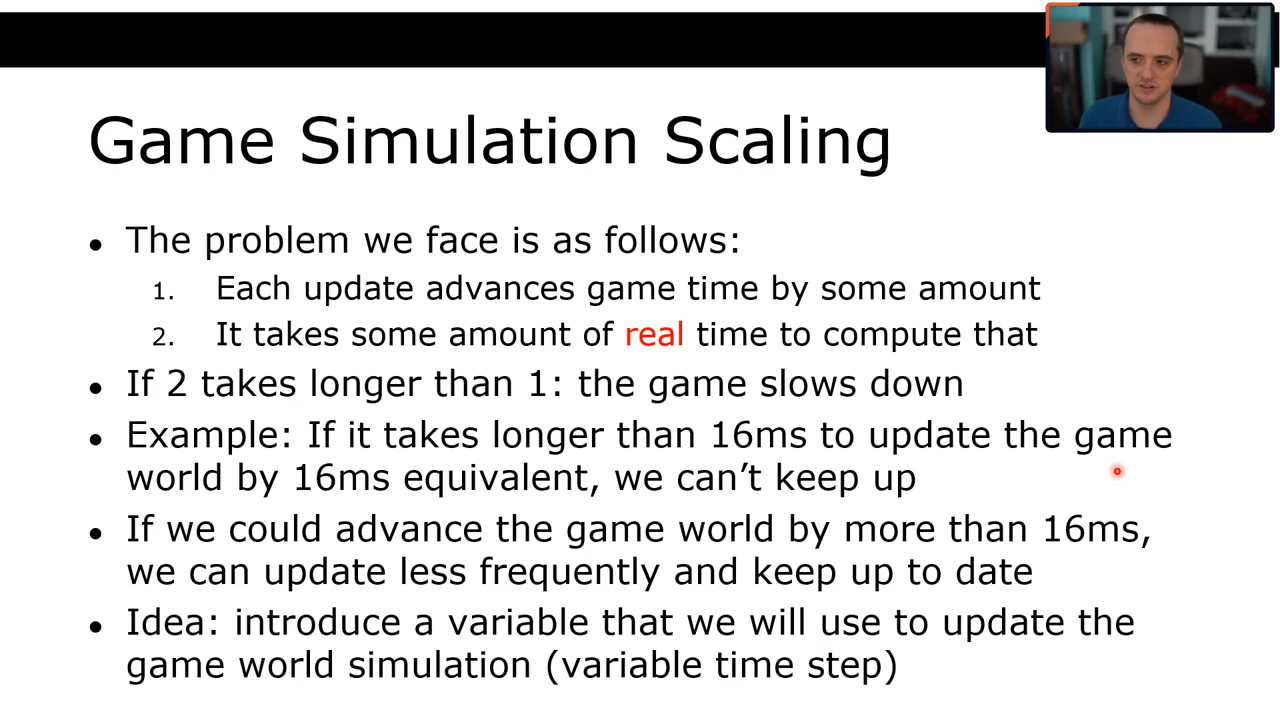 Game Simulation Scaling
● The problem we face is as follows:
1. Each update advances game time by some amount
2. It takes some amount of real time to compute that
● If 2 takes longer than 1: the game slows down
● Example: If it takes longer than 16ms to update the game
world by 16ms equivalent, we can’t keep up
● If we could advance the game world by more than 16ms,
we can update less frequently and keep up to date
● Idea: introduce a variable that we will use to update the
game world simulation (variable time step)